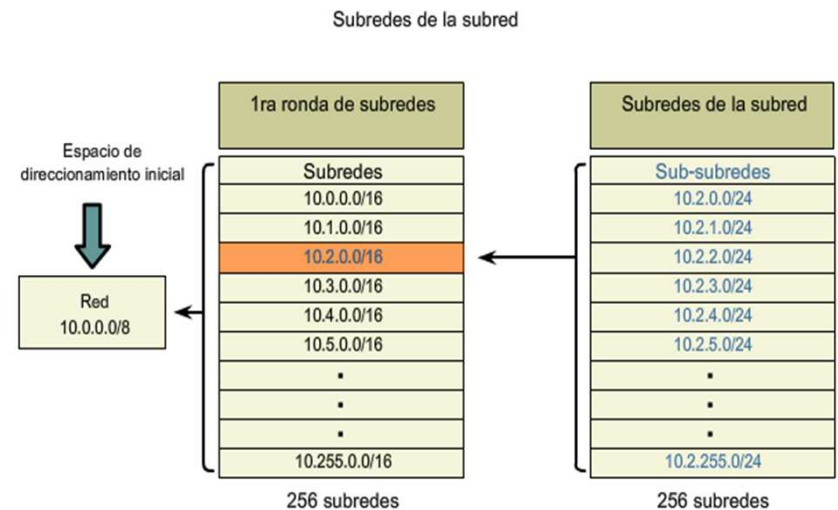 Subredes de la subred
Espacio de
direccionamiento inicial
Red
10.0.0.0/8
1ra ronda de subredes
Subredes
10.0.0.0/16
10.1.0.0/16
10.2.0.0/16
10.3.0.0/16
10.4.0.0/16
10.5.0.0/16
.
.
.
10.255.0.0/16
256 subredes
Subredes de la subred
Sub-subredes
10.2.0.0/24
10.2.1.0/24
10.2.2.0/24
10.2.3.0/24
10.2.4.0/24
10.2.5.0/24
.
.
.
10.2.255.0/24
256 subredes